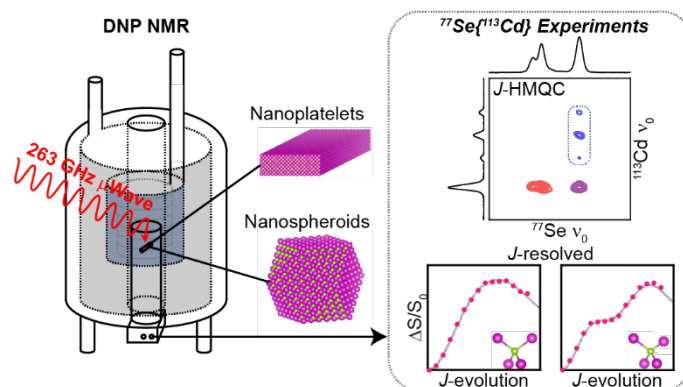 DNP NMR
263 GHz μWave
Nanoplatelets
Nanospheroids
⁷⁷Se{¹¹³Cd} Experiments
J-HMQC
¹¹³Cd ν₀
⁷⁷Se ν₀
J-resolved
ΔS/S₀
J-evolution
J-evolution